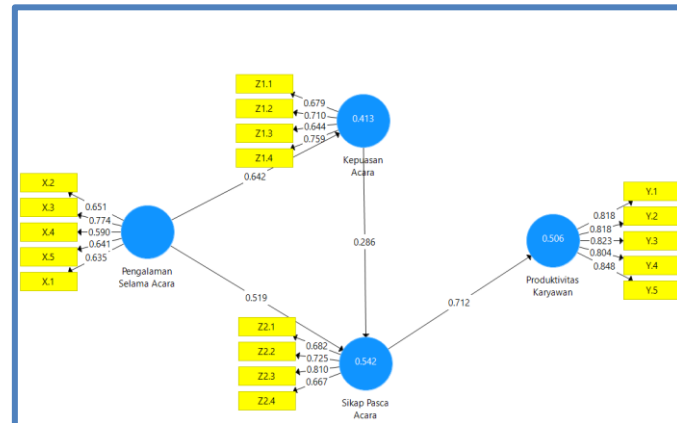 Z1.1
Z1.2
Z1.3
Z1.4
0.679
0.710
0.644
0.759
0.413
Kepuasan
Acara
0.642
X.2
X.3
X.4
X.5
X.1
0.651
0.774
0.590
0.641
0.635
Pengalaman
Selama Acara
0.286
0.519
Y.1
Y.2
Y.3
Y.4
Y.5
0.818
0.818
0.823
0.804
0.848
0.506
Produktivitas
Karyawan
0.712
Z2.1
Z2.2
Z2.3
Z2.4
0.682
0.725
0.810
0.667
0.542
Sikap Pasca
Acara